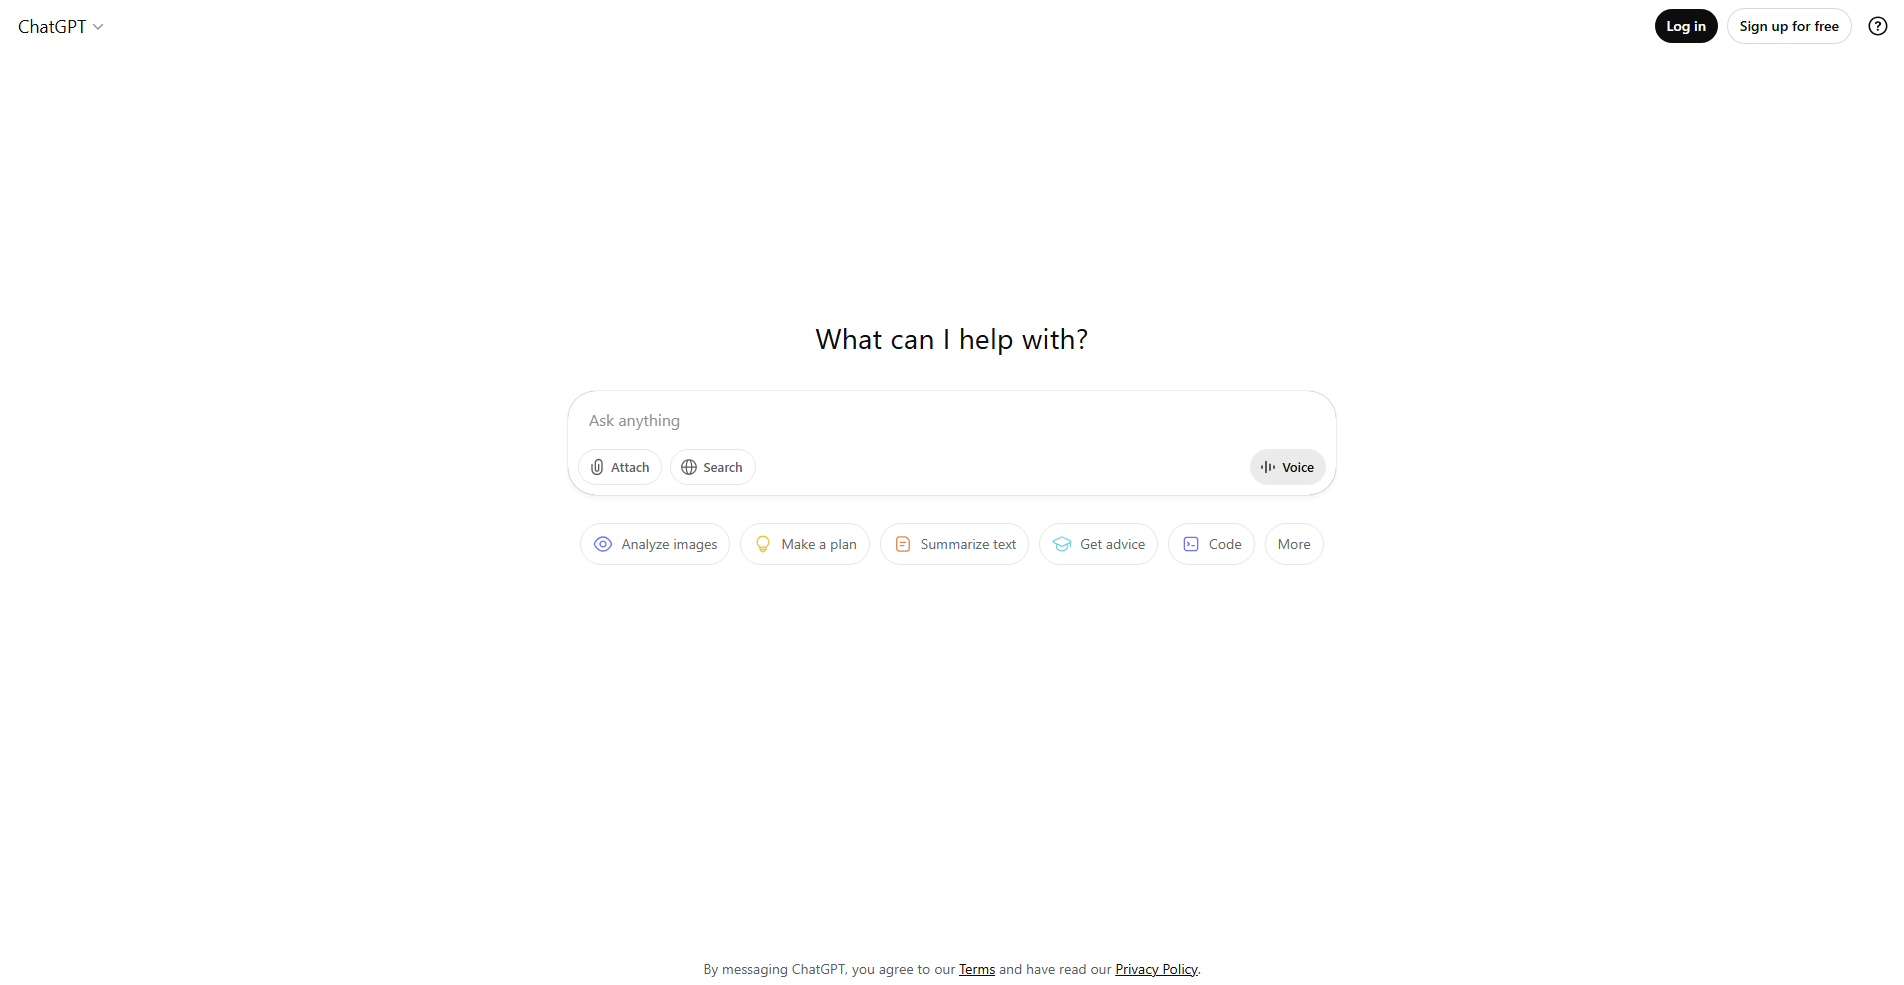 ChatGPT
Log in
Sign up for free
What can I help with?
Ask anything
Attach
Search
Voice
Analyze images
Make a plan
Summarize text
Get advice
Code
More
By messaging ChatGPT, you agree to our Terms and have read our Privacy Policy.